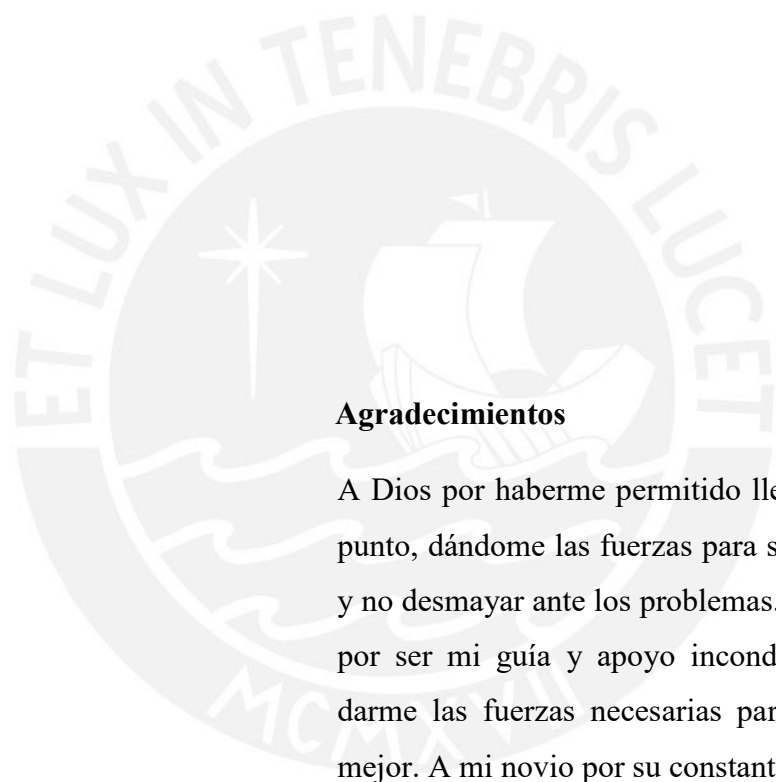 ET LUX IN TENEBRIS LUCET
MCMXVII
Agradecimientos
A Dios por haberme permitido
punto, dándome las fuerzas para
y no desmayar ante los problemas.
por ser mi guía y apoyo
darme las fuerzas necesarias
mejor. A mi novio por su